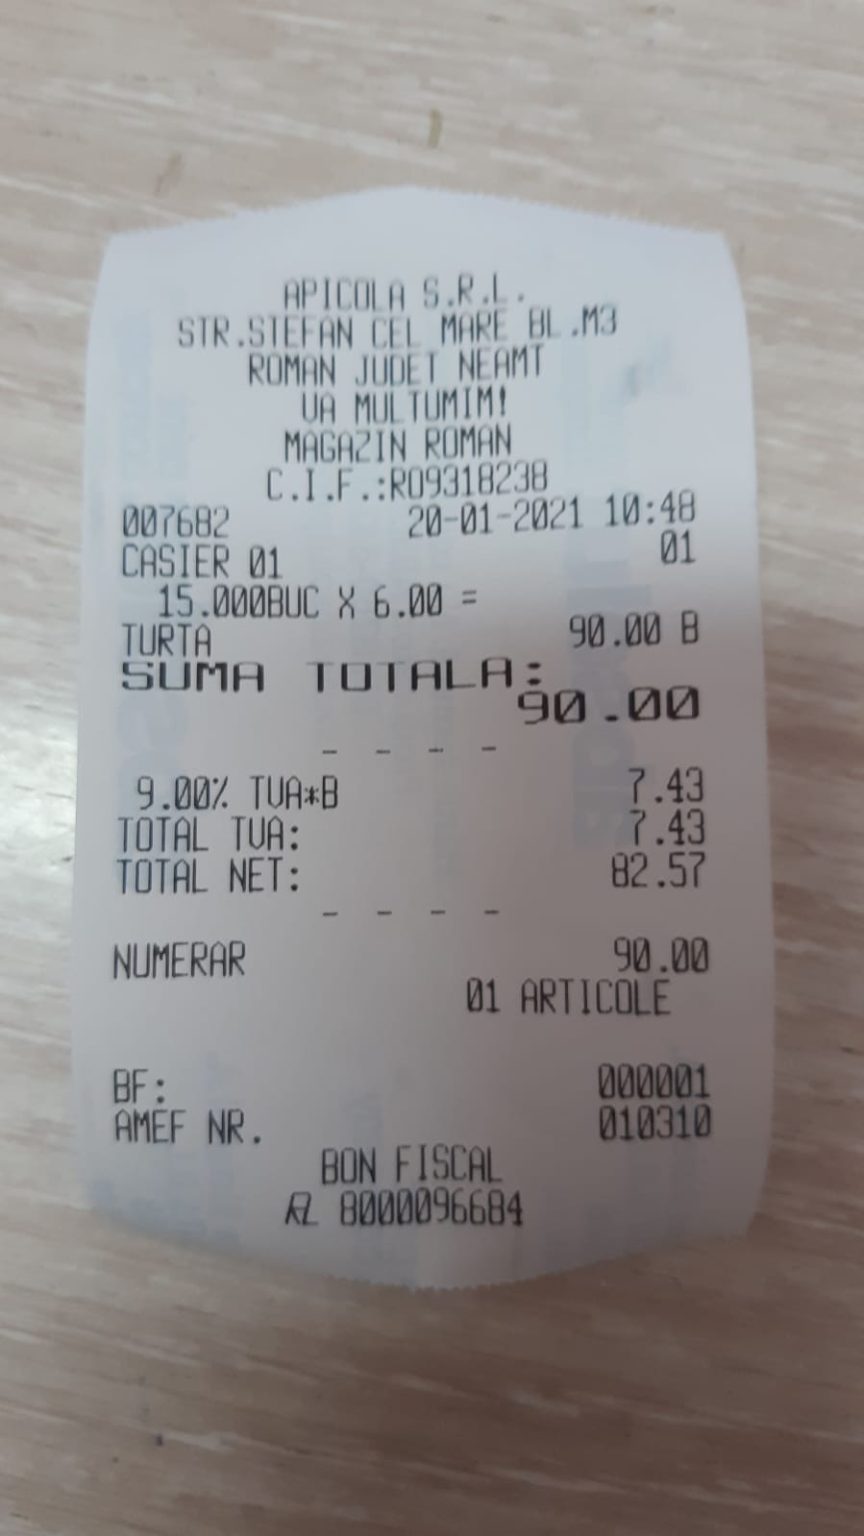 APICOLA S.R.L.
STR.STEFAN CEL MARE BL.M3
ROMAN JUDET NEAMT
VA MULTUMIM!
MAGAZIN ROMAN
C.I.F.:RO9318238
007682 20-01-2021 10:48
CASIER 01 01
15.000BUC X 6.00 =
TURTA 90.00 B
SUMA TOTALA:
90.00
- - - -
9.00% TVA*B 7.43
TOTAL TVA: 7.43
TOTAL NET: 82.57
- - - -
NUMERAR 90.00
01 ARTICOLE
BF: 000001
AMEF NR. 010310
BON FISCAL
8000096684